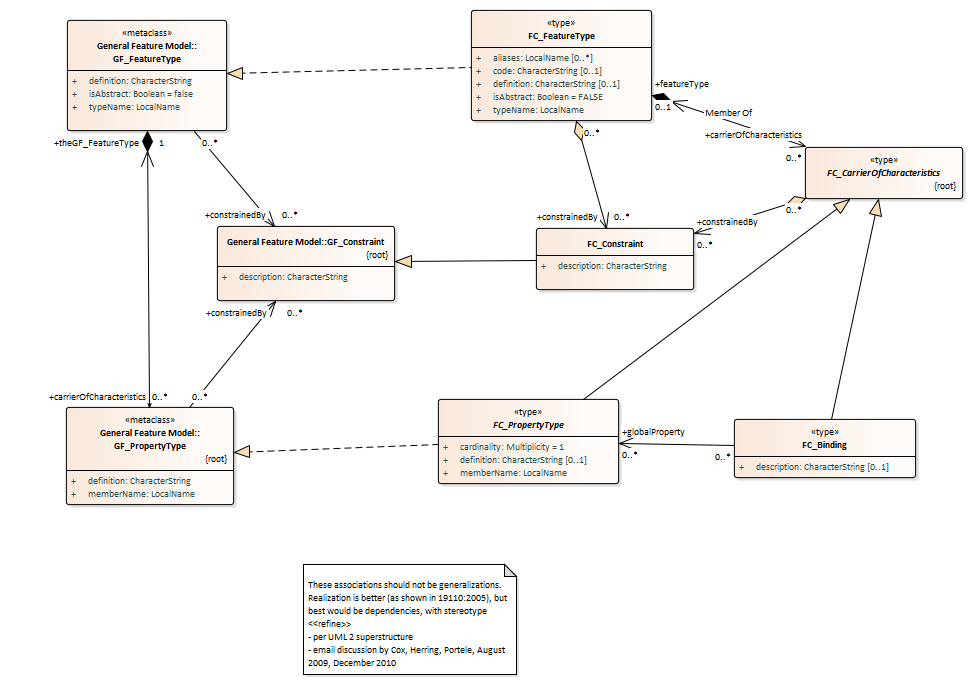 «metaclass»
General Feature Model::
GF_FeatureType
+ definition: CharacterString
+ isAbstract: Boolean = false
+ typeName: LocalName
«type»
FC_FeatureType
+ aliases: LocalName [0..*]
+ code: CharacterString [0..1]
+ definition: CharacterString [0..1]
+ isAbstract: Boolean = FALSE
+ typeName: LocalName
+featureType
0..1
Member Of
+carrierOfCharacteristics
0..*
+theGF_FeatureType 1
0..*
0..*
«type»
FC_CarrierOfCharacteristics
{root}
0..*
+constrainedBy 0..*
+constrainedBy 0..*
+constrainedBy
0..*
General Feature Model::GF_Constraint
{root}
+ description: CharacterString
FC_Constraint
+ description: CharacterString
+constrainedBy 0..*
+carrierOfCharacteristics 0..*
0..*
«metaclass»
General Feature Model::
GF_PropertyType
{root}
+ definition: CharacterString
+ memberName: LocalName
«type»
FC_PropertyType
+ cardinality: Multiplicity = 1
+ definition: CharacterString [0..1]
+ memberName: LocalName
+globalProperty
0..*
0..*
«type»
FC_Binding
+ description: CharacterString [0..1]
These associations should not be generalizations.
Realization is better (as shown in 19110:2005), but
best would be dependencies, with stereotype
<<refine>>
- per UML 2 superstructure
- email discussion by Cox, Herring, Portele, August
2009, December 2010